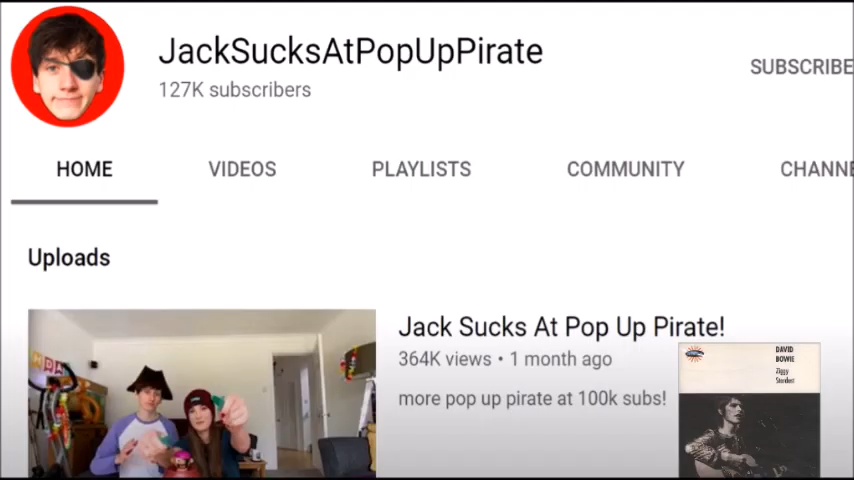 JackSucksAtPopUpPirate
127K subscribers
SUBSCRIBE
HOME
VIDEOS
PLAYLISTS
COMMUNITY
CHANNE
Uploads
Jack Sucks At Pop Up Pirate!
364K views • 1 month ago
more pop up pirate at 100k subs!
DAVID
BOWIE
Ziggy
Stardust